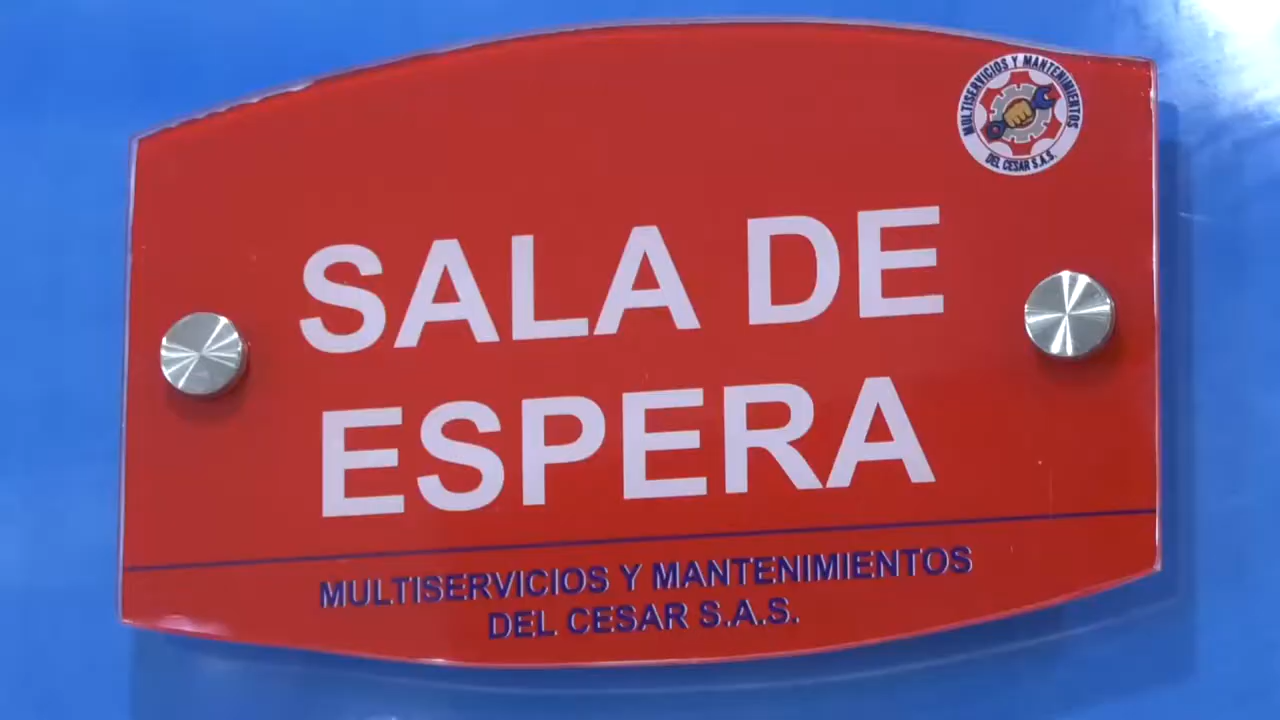 MULTISERVICIOS Y MANTENIMIENTOS
DEL CESAR S.A.S.
SALA DE
ESPERA
MULTISERVICIOS Y MANTENIMIENTOS
DEL CESAR S.A.S.